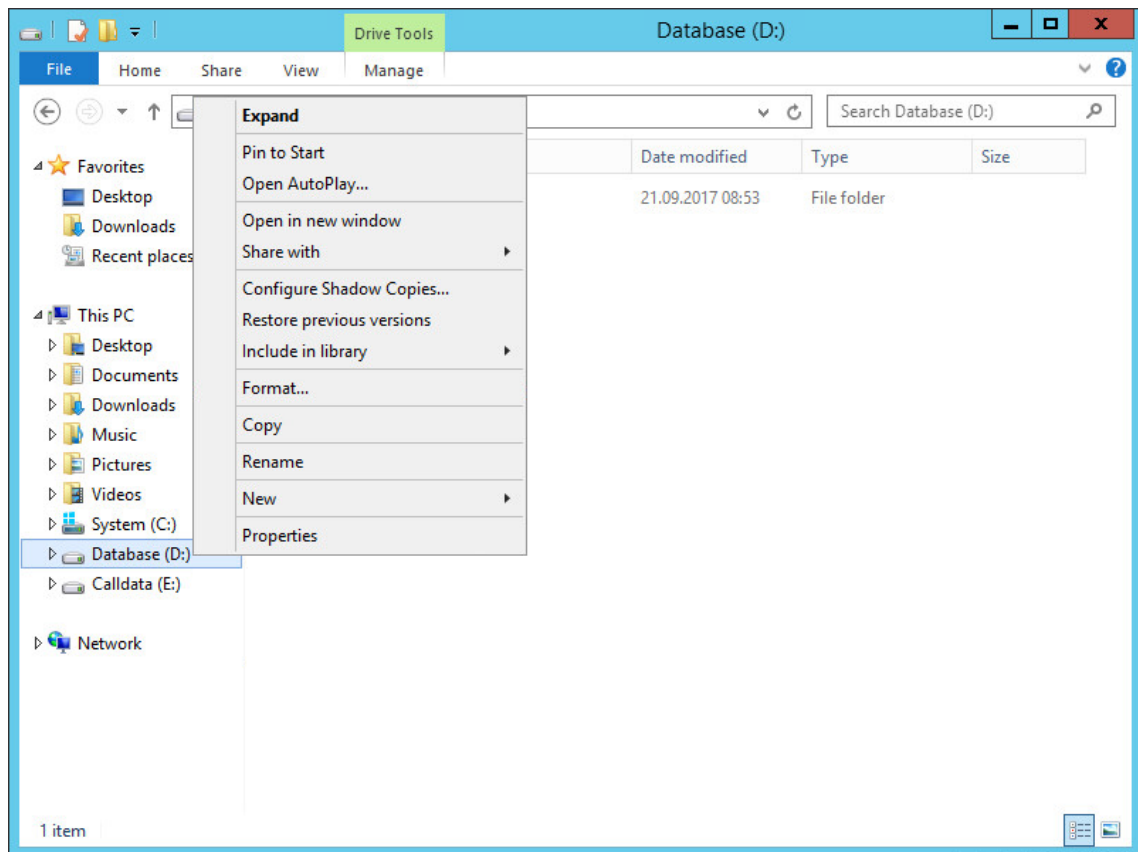 Drive Tools
Database (D:)
File
Home
Share
View
Manage
Search Database (D:)
Favorites
Desktop
Downloads
Recent places
This PC
Desktop
Documents
Downloads
Music
Pictures
Videos
System (C:)
Database (D:)
Calldata (E:)
Network
Expand
Pin to Start
Open AutoPlay...
Open in new window
Share with
Configure Shadow Copies...
Restore previous versions
Include in library
Format...
Copy
Rename
New
Properties
Date modified
Type
Size
21.09.2017 08:53
File folder
1 item